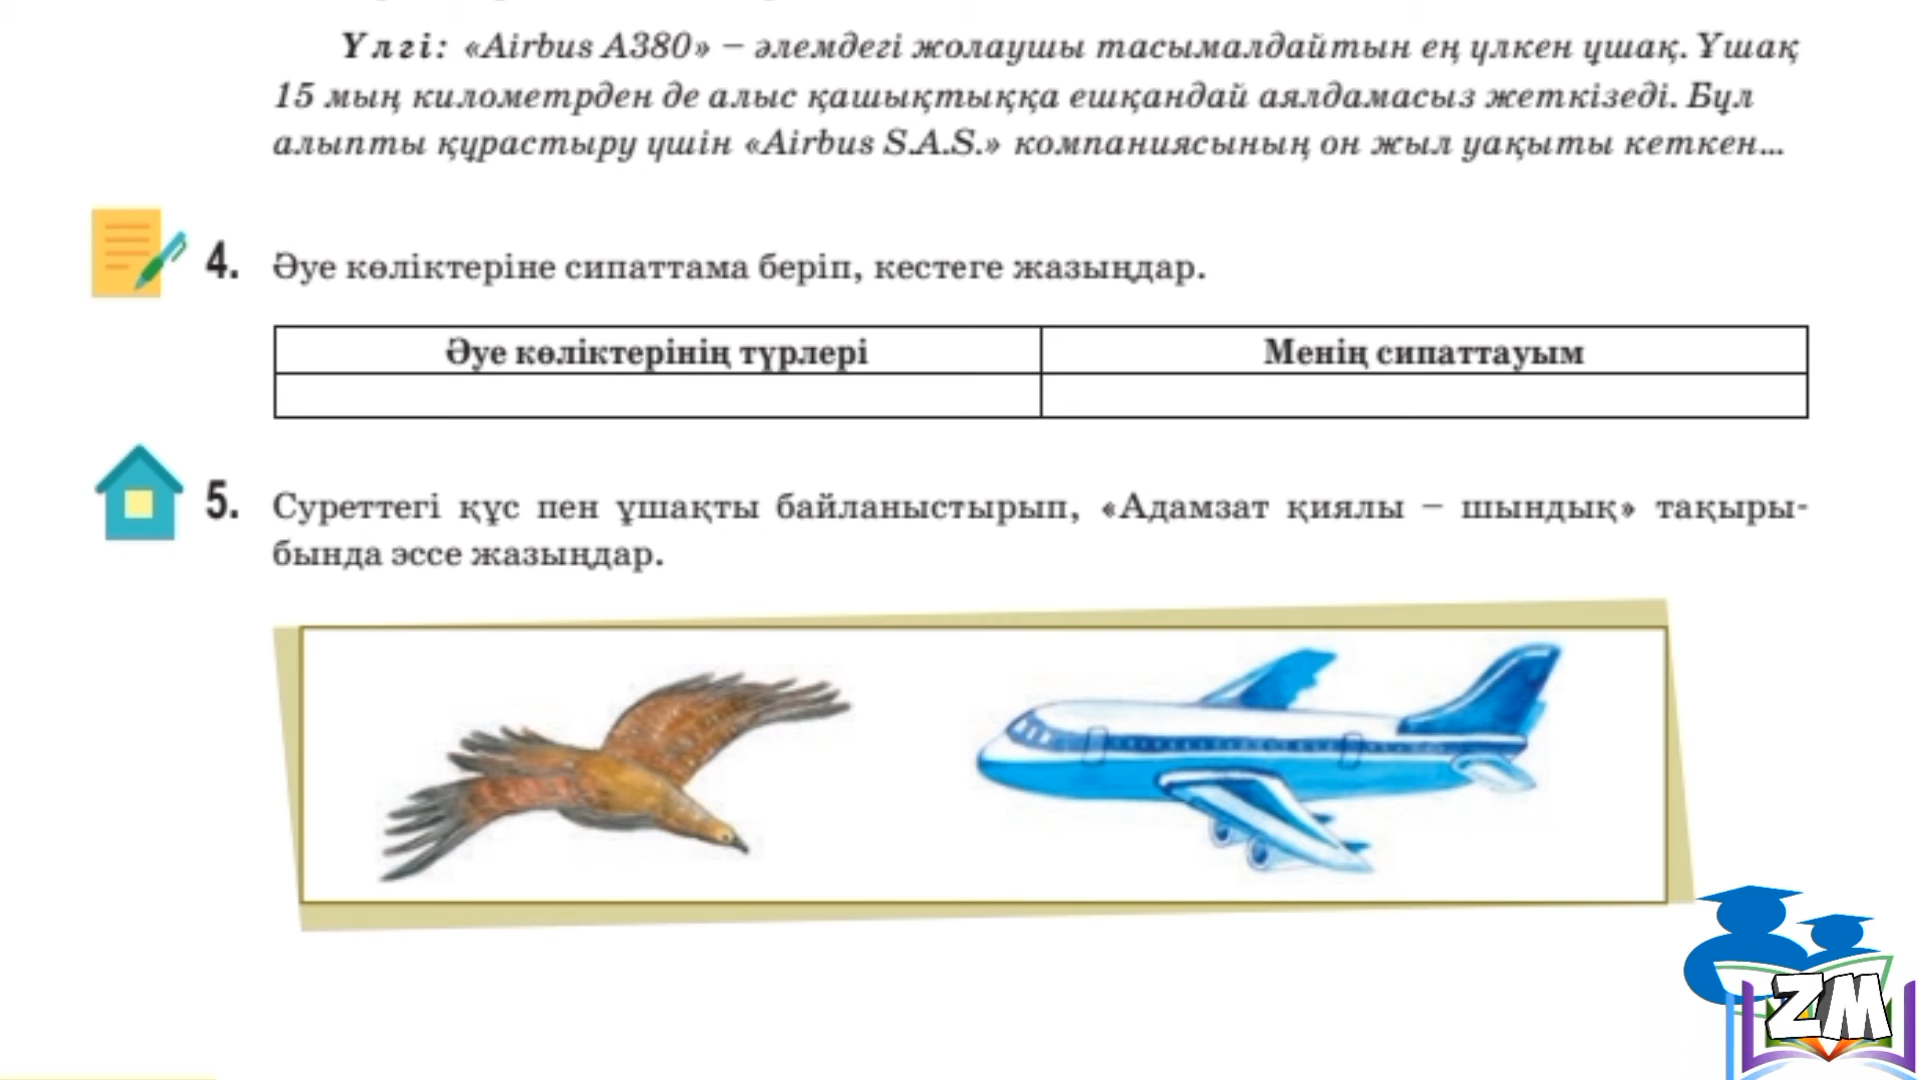 Үлгі: «Airbus A380» – әлемдегі жолаушы тасымалдайтын ең үлкен ұшақ. Ұшақ
15 мың километрден де алыс қашықтыққа ешқандай аялдамасыз жеткізеді. Бұл
алыпты құрастыру үшін «Airbus S.A.S.» компаниясының он жыл уақыты кеткен...
4. Әуе көліктеріне сипаттама беріп, кестеге жазыңдар.
Әуе көліктерінің түрлері Менің сипаттауым
5. Суреттегі құс пен ұшақты байланыстырып, «Адамзат қиялы – шындық» тақыры-
бында эссе жазыңдар.
ZM